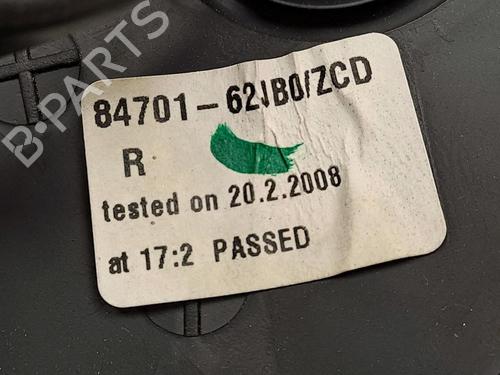 B-PARTS
84701-62JB0/ZCD
R
tested on 20.2.2008
at 17:2 PASSED